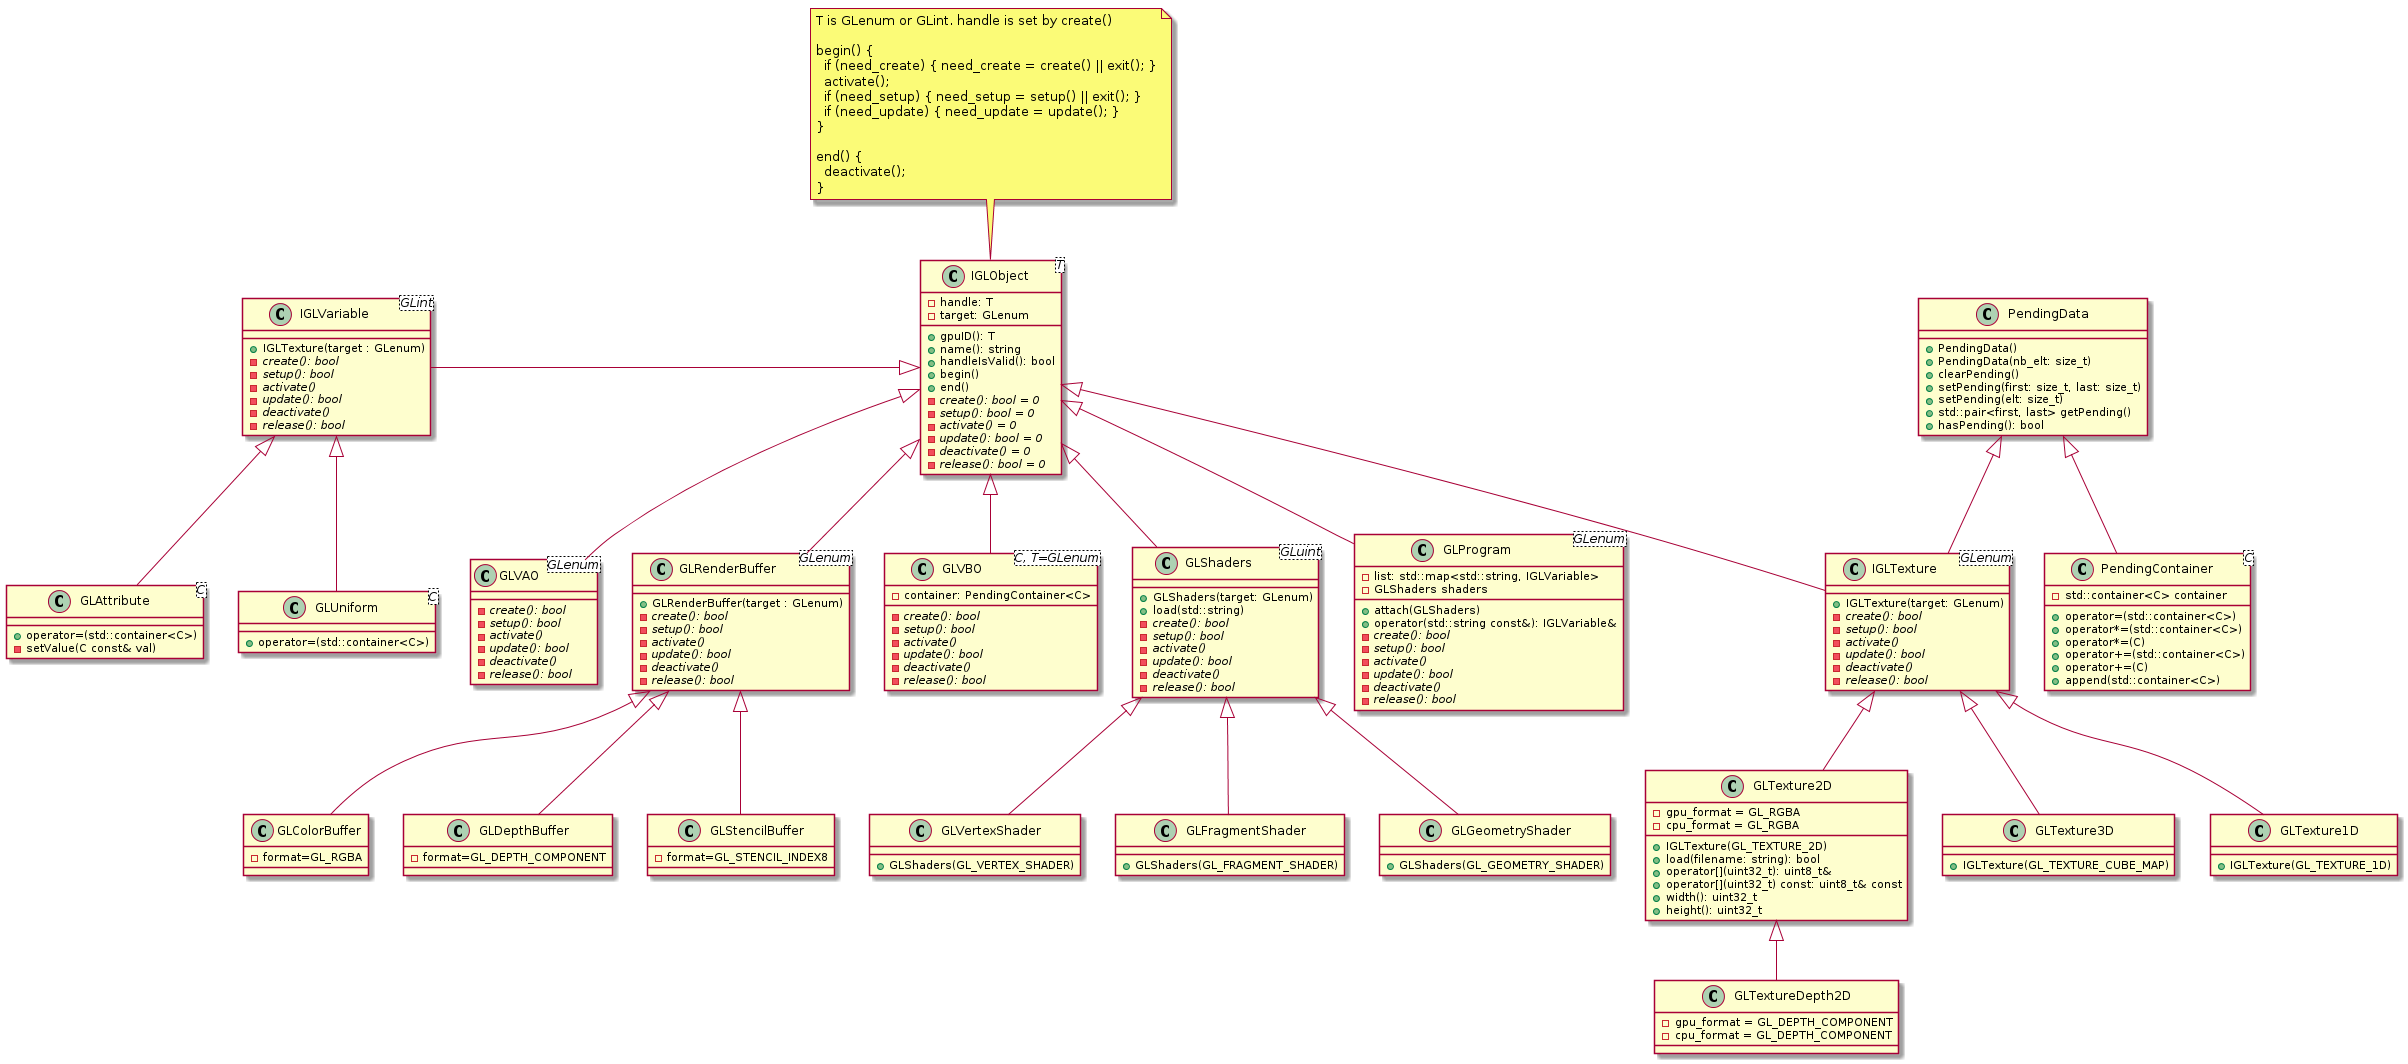 T is GLenum or GLint. handle is set by create()
begin() {
if (need_create) { need_create = create() || exit(); }
activate();
if (need_setup) { need_setup = setup() || exit(); }
if (need_update) { need_update = update(); }
}
end() {
deactivate();
}
IGLObject
T
handle: T
target: GLenum
gpuID(): T
name(): string
handleIsValid(): bool
begin()
end()
create(): bool = 0
setup(): bool = 0
activate() = 0
update(): bool = 0
deactivate() = 0
release(): bool = 0
IGLVariable
GLint
IGLTexture(target : GLenum)
create(): bool
setup(): bool
activate()
update(): bool
deactivate()
release(): bool
PendingData
PendingData()
PendingData(nb_elt: size_t)
clearPending()
setPending(first: size_t, last: size_t)
setPending(elt: size_t)
std::pair<first, last> getPending()
hasPending(): bool
GLAttribute
C
operator=(std::container<C>)
setValue(C const& val)
GLUniform
C
operator=(std::container<C>)
GLVAO
GLenum
create(): bool
setup(): bool
activate()
update(): bool
deactivate()
release(): bool
GLRenderBuffer
GLenum
GLRenderBuffer(target : GLenum)
create(): bool
setup(): bool
activate()
update(): bool
deactivate()
release(): bool
GLVBO
C, T=GLenum
container: PendingContainer<C>
create(): bool
setup(): bool
activate()
update(): bool
deactivate()
release(): bool
GLShaders
GLuint
GLShaders(target: GLenum)
load(std::string)
create(): bool
setup(): bool
activate()
update(): bool
deactivate()
release(): bool
GLProgram
GLenum
list: std::map<std::string, IGLVariable>
GLShaders shaders
attach(GLShaders)
operator(std::string const&): IGLVariable&
create(): bool
setup(): bool
activate()
update(): bool
deactivate()
release(): bool
IGLTexture
GLenum
IGLTexture(target: GLenum)
create(): bool
setup(): bool
activate()
update(): bool
deactivate()
release(): bool
PendingContainer
C
std::container<C> container
operator=(std::container<C>)
operator*=(std::container<C>)
operator*=(C)
operator+=(std::container<C>)
operator+=(C)
append(std::container<C>)
GLColorBuffer
format=GL_RGBA
GLDepthBuffer
format=GL_DEPTH_COMPONENT
GLStencilBuffer
format=GL_STENCIL_INDEX8
GLVertexShader
GLShaders(GL_VERTEX_SHADER)
GLFragmentShader
GLShaders(GL_FRAGMENT_SHADER)
GLGeometryShader
GLShaders(GL_GEOMETRY_SHADER)
GLTexture2D
gpu_format = GL_RGBA
cpu_format = GL_RGBA
IGLTexture(GL_TEXTURE_2D)
load(filename: string): bool
operator[](uint32_t): uint8_t&
operator[](uint32_t) const: uint8_t& const
width(): uint32_t
height(): uint32_t
GLTexture3D
IGLTexture(GL_TEXTURE_CUBE_MAP)
GLTexture1D
IGLTexture(GL_TEXTURE_1D)
GLTextureDepth2D
gpu_format = GL_DEPTH_COMPONENT
cpu_format = GL_DEPTH_COMPONENT